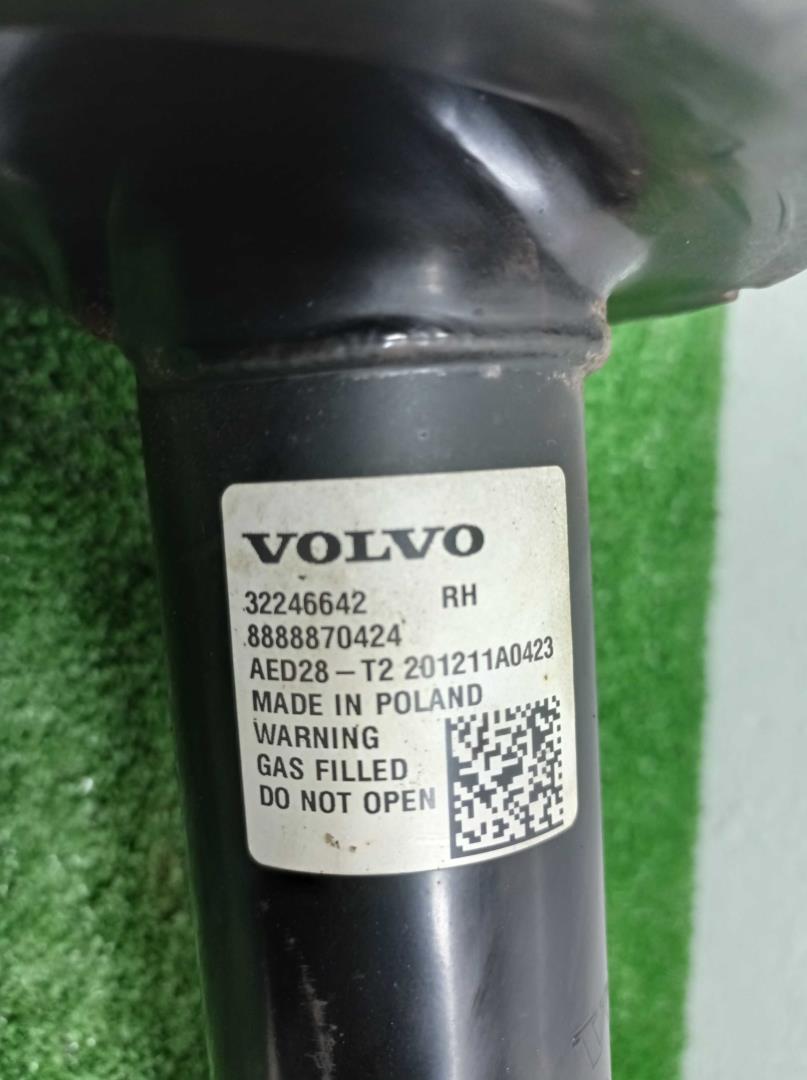 VOLVO
32246642 RH
8888870424
AED28-T2 201211A0423
MADE IN POLAND
WARNING
GAS FILLED
DO NOT OPEN